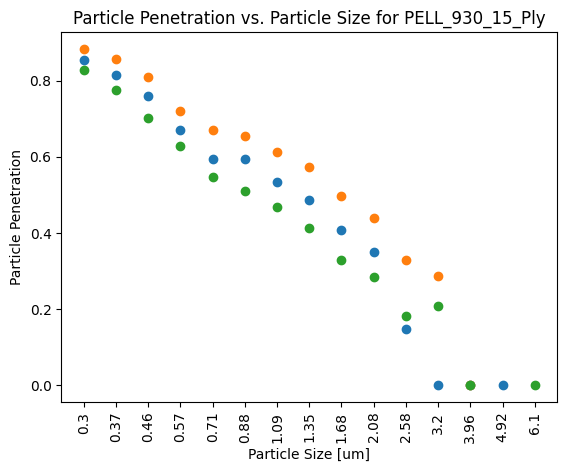 Particle Penetration vs. Particle Size for PELL_930_15_Ply
Particle Penetration
0.8
0.6
0.4
0.2
0.0
0.3 0.37 0.46 0.57 0.71 0.88 1.09 1.35 1.68 2.08 2.58 3.2 3.96 4.92 6.1
Particle Size [um]